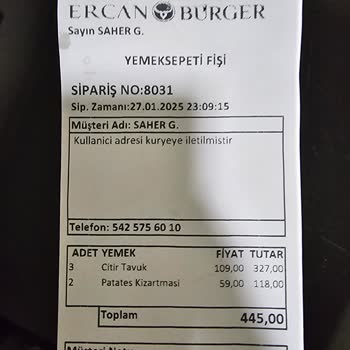 ERCAN BURGER
Sayın SAHER G.
YEMEKSEPETİ FİŞİ
SİPARİŞ NO:8031
Sip. Zamanı:27.01.2025 23:09:15
Müşteri Adı: SAHER G.
Kullanici adresi kuryeye iletilmistir
Telefon: 542 575 60 10
ADET YEMEK FİYAT TUTAR
3 Citir Tavuk 109,00 327,00
2 Patates Kizartmasi 59,00 118,00
Toplam 445,00